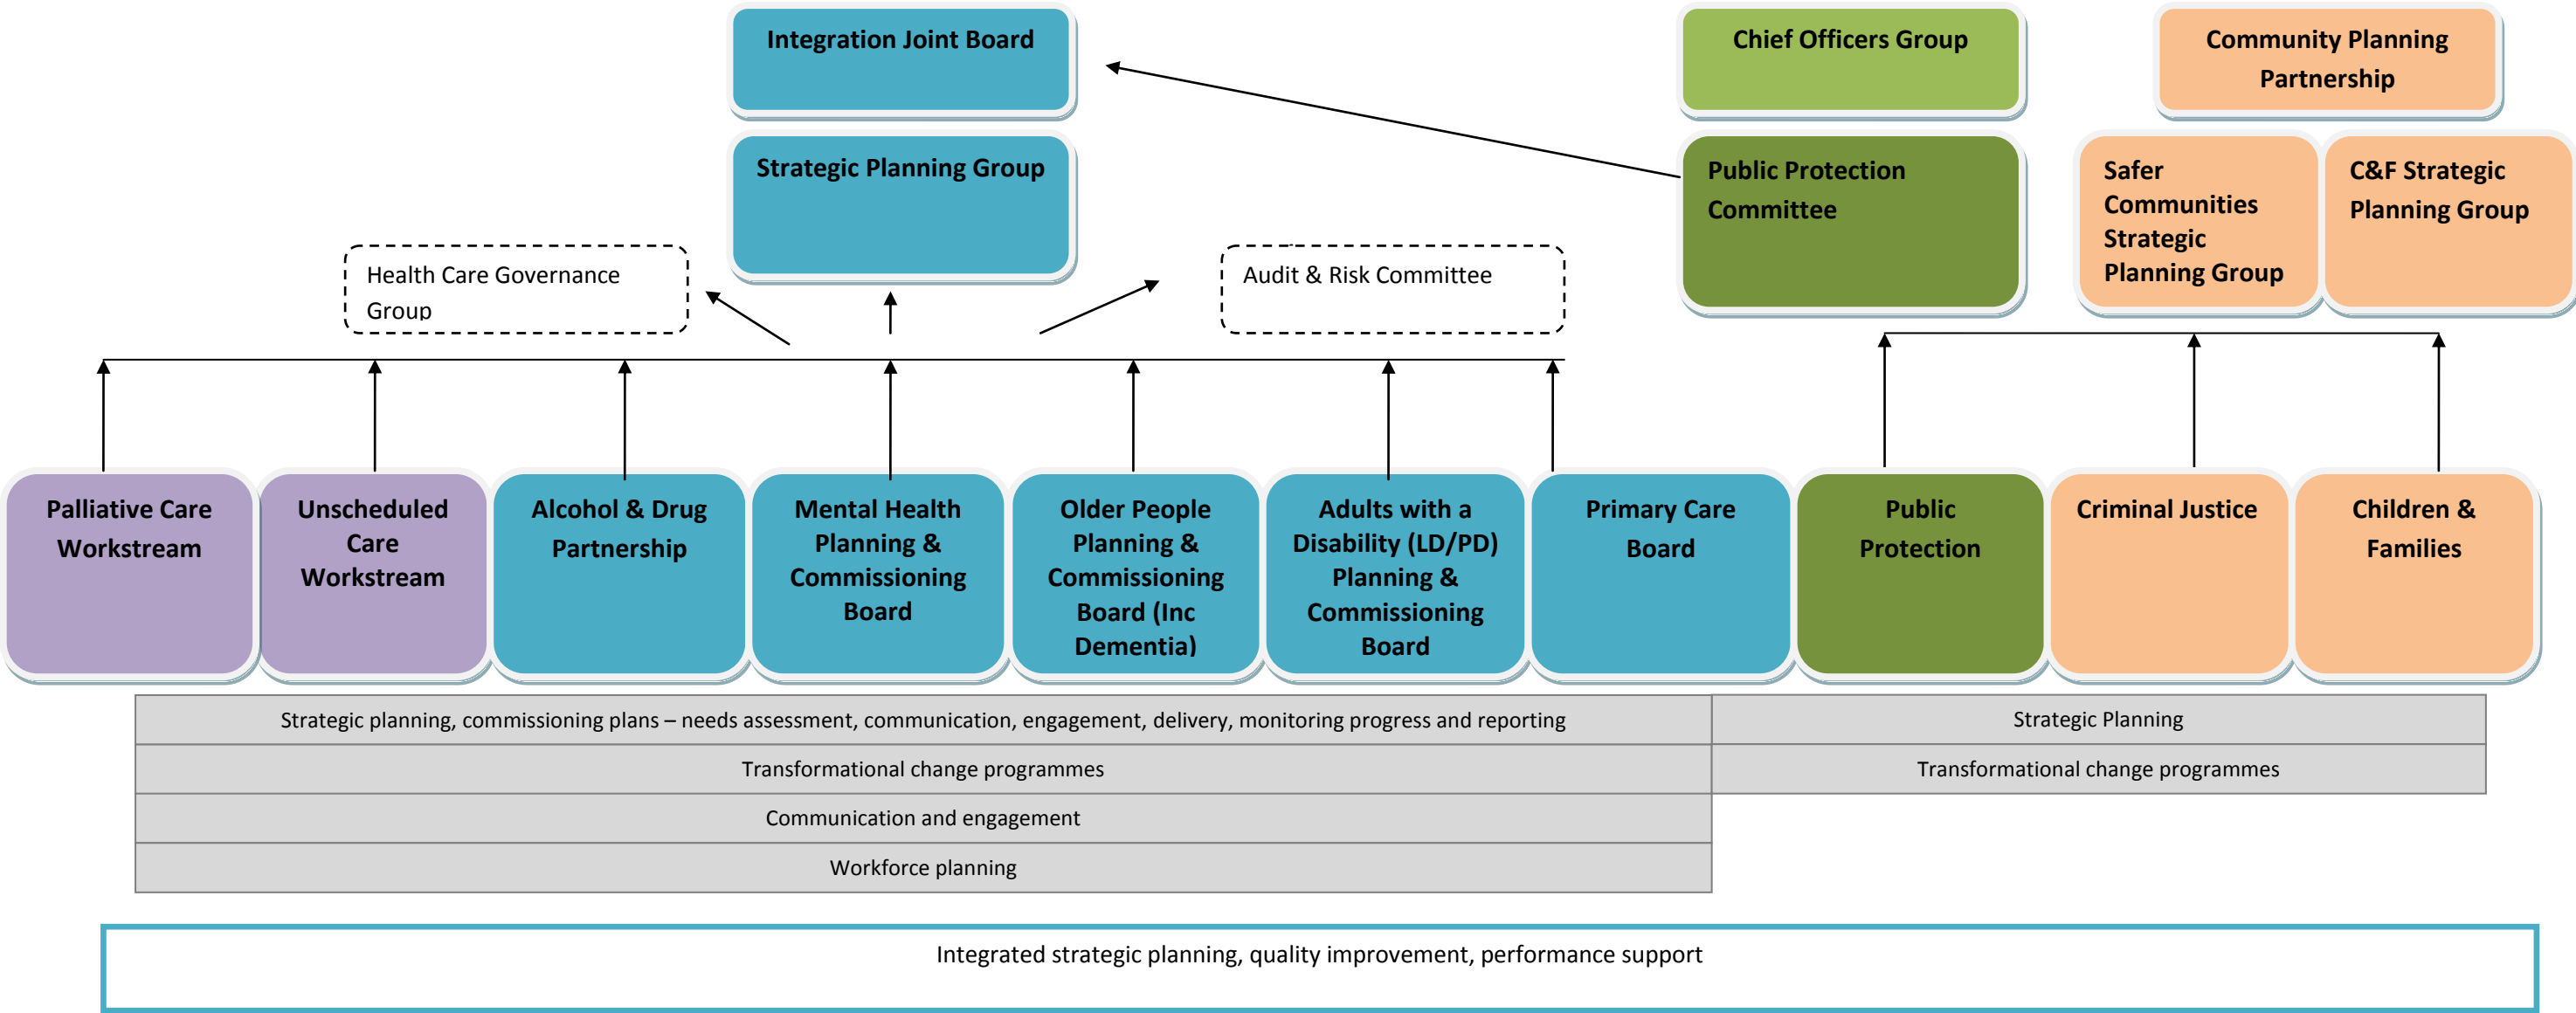 Integration Joint Board
Chief Officers Group
Community Planning
Partnership
Strategic Planning Group
Public Protection
Committee
Safer
Communities
Strategic
Planning Group
C&F Strategic
Planning Group
Health Care Governance
Group
Audit & Risk Committee
Palliative Care
Workstream
Unscheduled
Care
Workstream
Alcohol & Drug
Partnership
Mental Health
Planning &
Commissioning
Board
Older People
Planning &
Commissioning
Board (Inc
Dementia)
Adults with a
Disability (LD/PD)
Planning &
Commissioning
Board
Primary Care
Board
Public
Protection
Criminal Justice
Children &
Families
Strategic planning, commissioning plans – needs assessment, communication, engagement, delivery, monitoring progress and reporting
Strategic Planning
Transformational change programmes
Transformational change programmes
Communication and engagement
Workforce planning
Integrated strategic planning, quality improvement, performance support